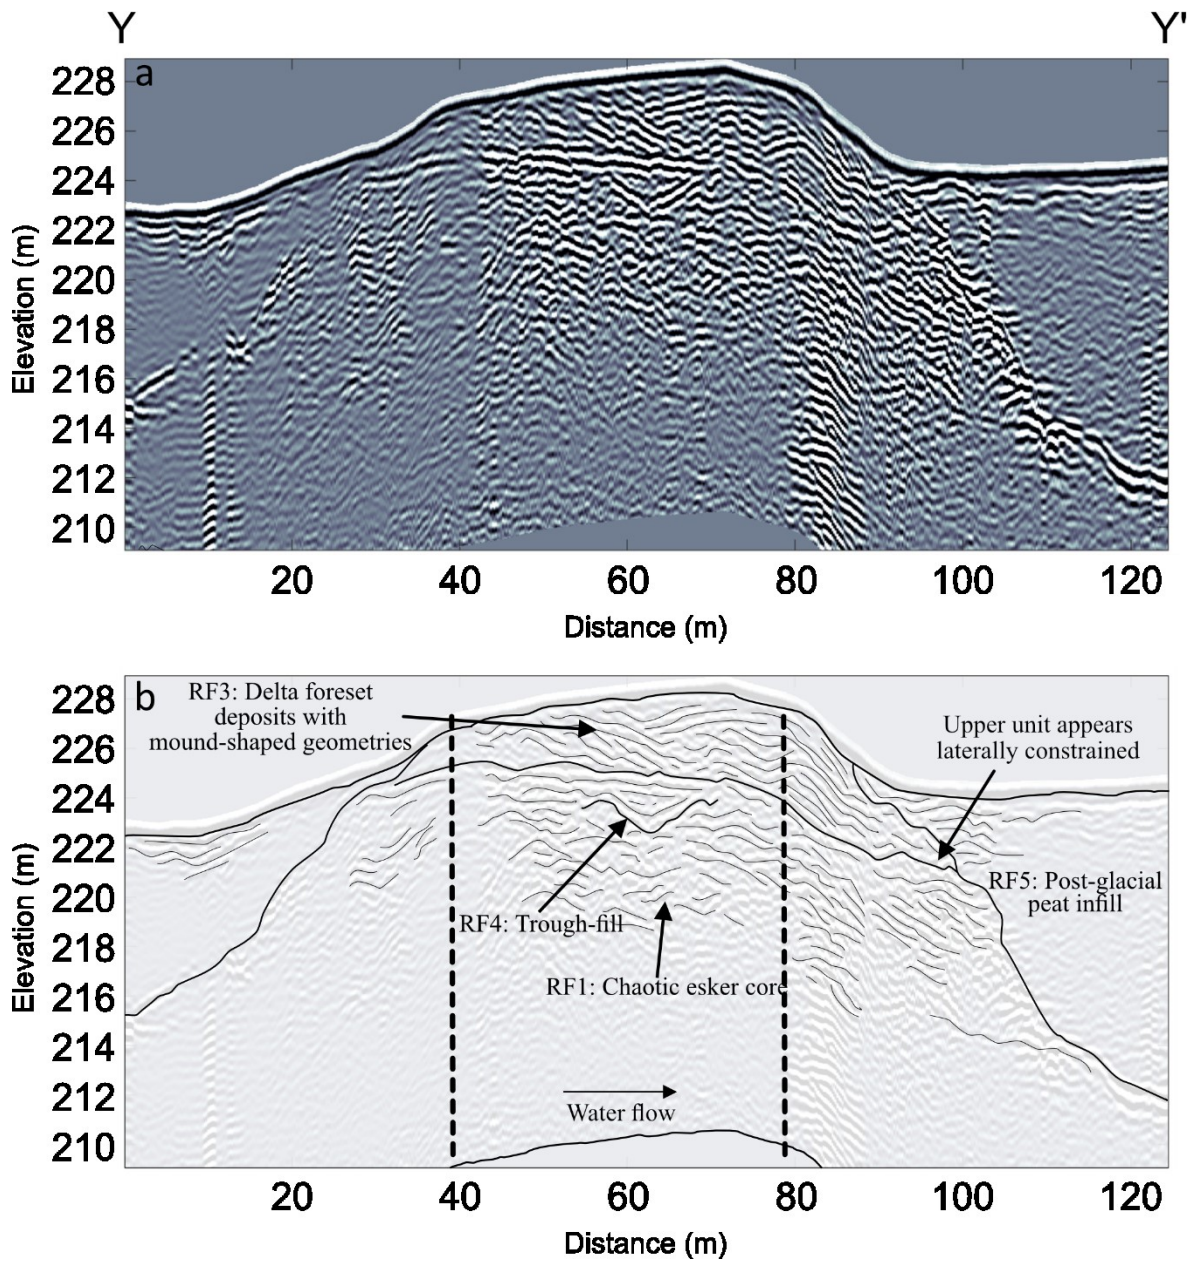 Y Y'
a
228
226
224
222
220
218
216
214
212
210
Elevation (m)
20 40 60 80 100 120
Distance (m)
b
228
226
224
222
220
218
216
214
212
210
Elevation (m)
RF3: Delta foreset
deposits with
mound-shaped geometries
Upper unit appears
laterally constrained
RF5: Post-glacial
peat infill
RF4: Trough-fill
RF1: Chaotic esker core
Water flow
20 40 60 80 100 120
Distance (m)